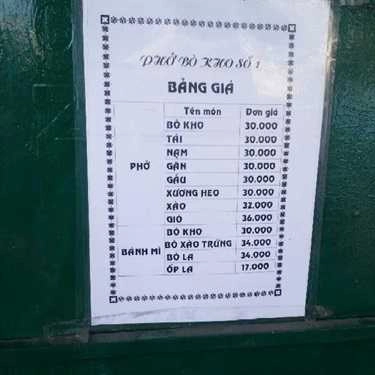 PHỞ BÒ KHO SỐ 1
BẢNG GIÁ
Tên món Đơn giá
PHỞ
BÒ KHO 30.000
TÁI 30.000
NẠM 30.000
GÂN 30.000
GẦU 30.000
XƯƠNG HEO 30.000
XÀO 32.000
GIÒ 36.000
BÁNH MÌ
BÒ KHO 30.000
BÒ XÀO TRỨNG 34.000
BÒ LA 34.000
ỐP LA 17.000